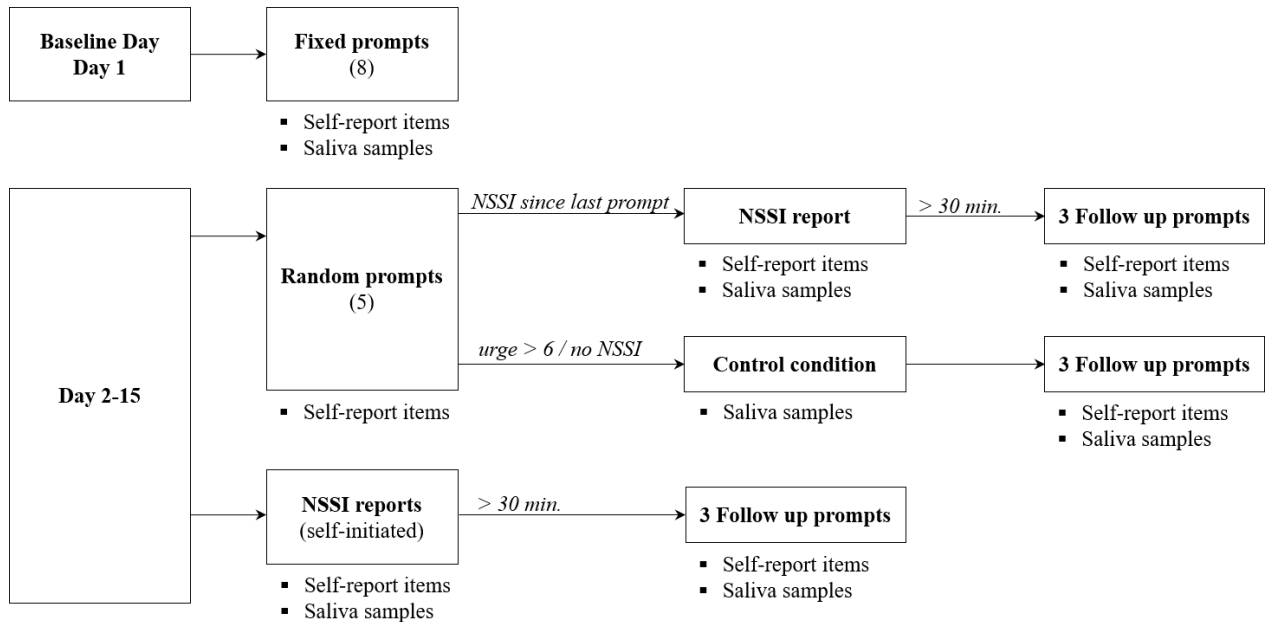 Baseline Day
Day 1
Fixed prompts
(8)
▪ Self-report items
▪ Saliva samples
Day 2-15
Random prompts
(5)
▪ Self-report items
NSSI since last prompt
NSSI report
▪ Self-report items
▪ Saliva samples
> 30 min.
3 Follow up prompts
▪ Self-report items
▪ Saliva samples
urge > 6 / no NSSI
Control condition
▪ Saliva samples
3 Follow up prompts
▪ Self-report items
▪ Saliva samples
NSSI reports
(self-initiated)
▪ Self-report items
▪ Saliva samples
> 30 min.
3 Follow up prompts
▪ Self-report items
▪ Saliva samples